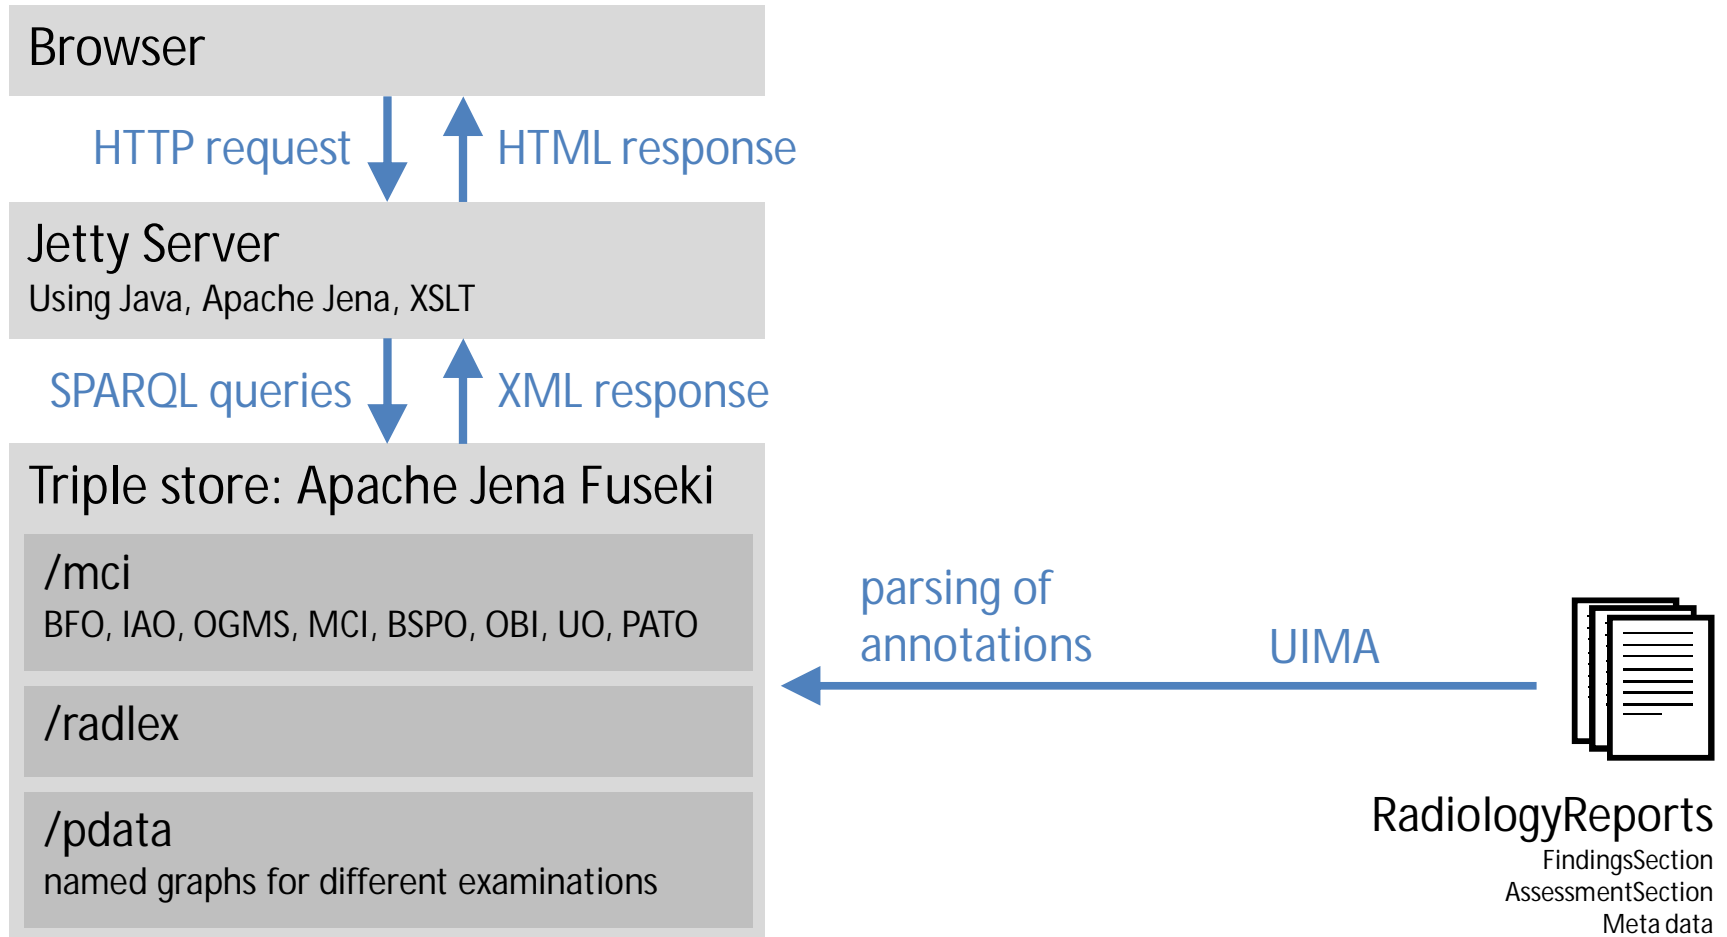 Browser
HTTP request
HTML response
Jetty Server
Using Java, Apache Jena, XSLT
SPARQL queries
XML response
Triple store: Apache Jena Fuseki
/mci
BFO, IAO, OGMS, MCI, BSPO, OBI, UO, PATO
/radlex
/pdata
named graphs for different examinations
parsing of
annotations
UIMA
RadiologyReports
FindingsSection
AssessmentSection
Meta data